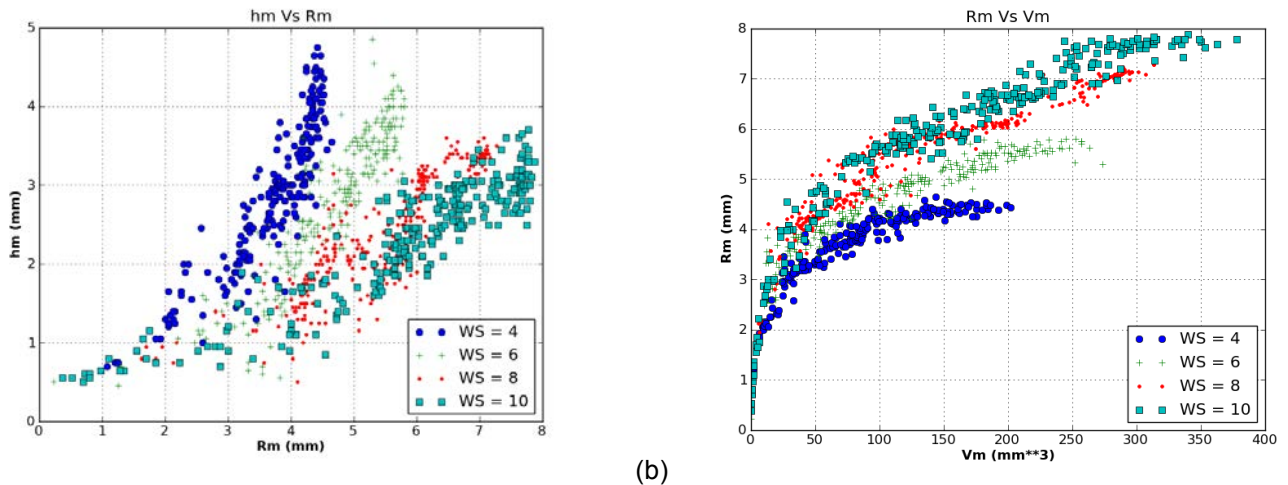 hm Vs Rm
5
4
3
2
1
0
hm (mm)
0 1 2 3 4 5 6 7 8
Rm (mm)
WS = 4
WS = 6
WS = 8
WS = 10
Rm Vs Vm
8
7
6
5
4
3
2
1
0
Rm (mm)
0 50 100 150 200 250 300 350 400
Vm (mm**3)
WS = 4
WS = 6
WS = 8
WS = 10
(b)